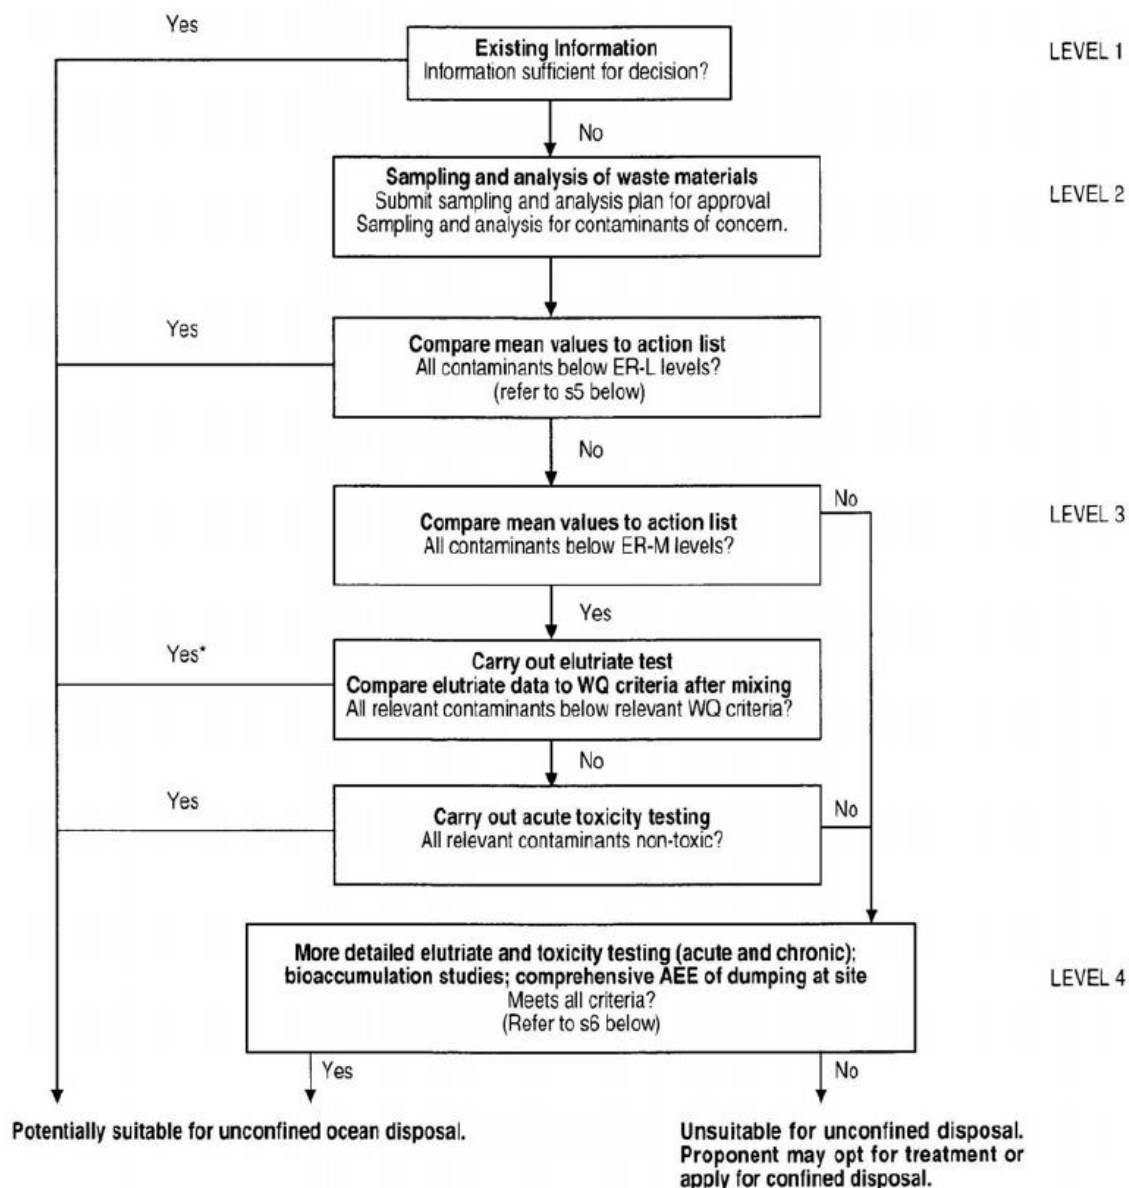 Yes
Existing Information
Information sufficient for decision?
LEVEL 1
No
Sampling and analysis of waste materials
Submit sampling and analysis plan for approval
Sampling and analysis for contaminants of concern.
LEVEL 2
Yes
Compare mean values to action list
All contaminants below ER-L levels?
(refer to s5 below)
No
Compare mean values to action list
All contaminants below ER-M levels?
No
LEVEL 3
Yes
Yes*
Carry out elutriate test
Compare elutriate data to WQ criteria after mixing
All relevant contaminants below relevant WQ criteria?
No
Yes
Carry out acute toxicity testing
All relevant contaminants non-toxic?
No
More detailed elutriate and toxicity testing (acute and chronic);
bioaccumulation studies; comprehensive AEE of dumping at site
Meets all criteria?
(Refer to s6 below)
LEVEL 4
Yes
No
Potentially suitable for unconfined ocean disposal.
Unsuitable for unconfined disposal.
Proponent may opt for treatment or
apply for confined disposal.